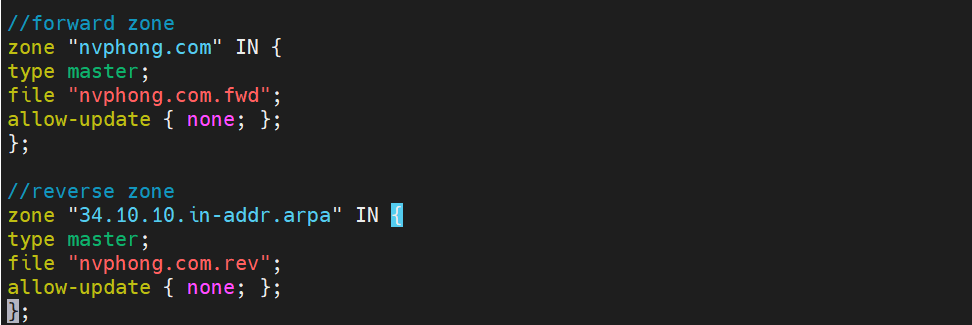 //forward zone
zone "nvphong.com" IN {
type master;
file "nvphong.com.fwd";
allow-update { none; };
};
//reverse zone
zone "34.10.10.in-addr.arpa" IN {
type master;
file "nvphong.com.rev";
allow-update { none; };
};